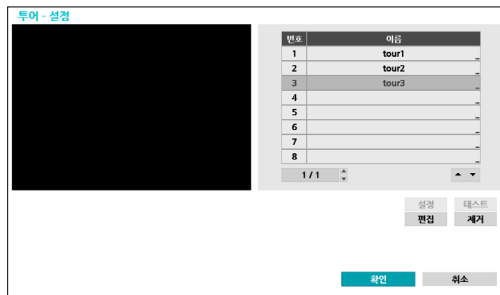 투어 - 설정
번호 이름
1 tour1
2 tour2
3 tour3
4
5
6
7
8
1 / 1
설정 테스트
편집 제거
확인 취소